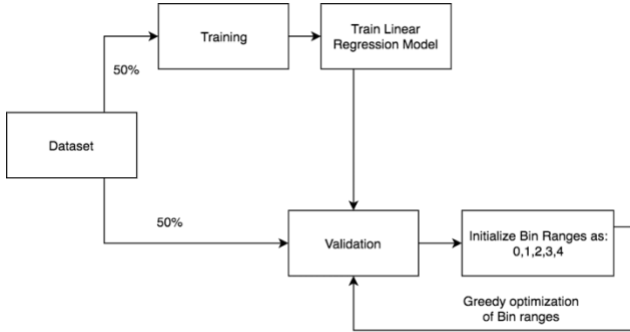 Training
Train Linear
Regression Model
50%
Dataset
50%
Validation
Initialize Bin Ranges as:
0,1,2,3,4
Greedy optimization
of Bin ranges